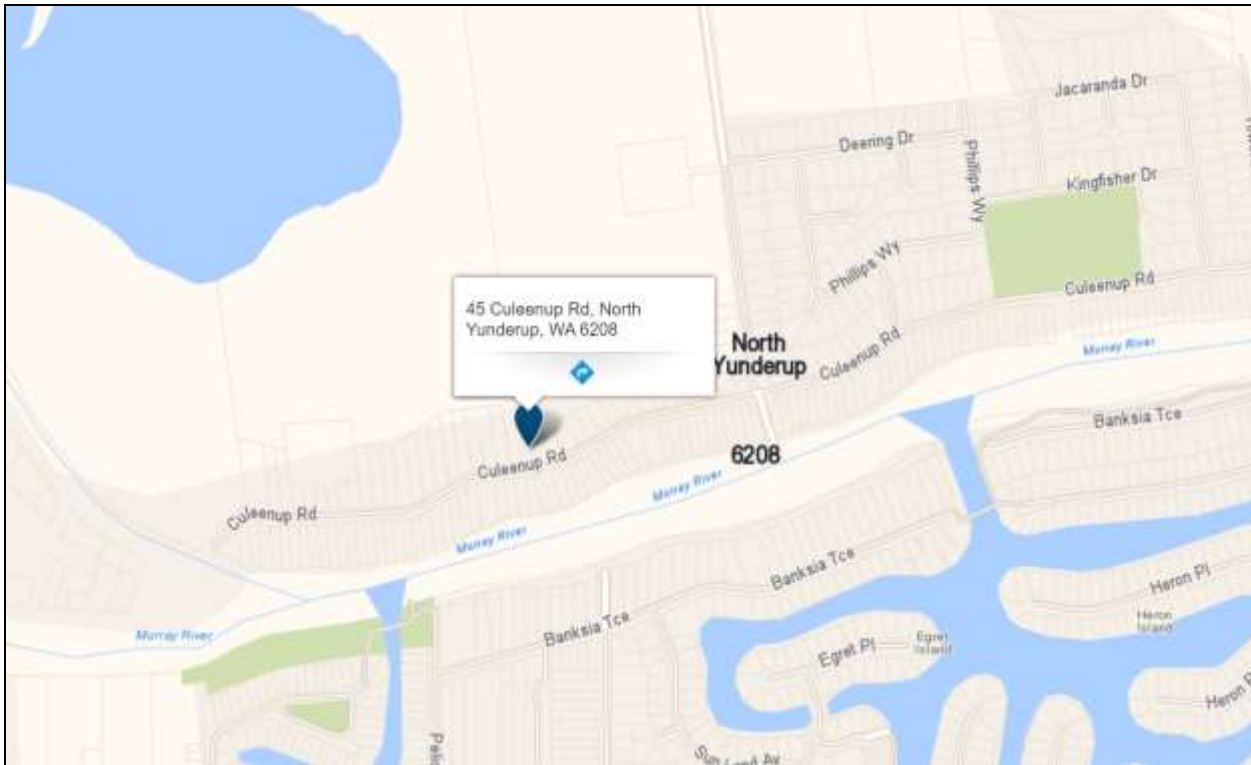 Jacaranda Dr
Deering Dr
Phillips Wy
Kingfisher Dr
Phillips Wy
Culeenup Rd
45 Culeenup Rd, North
Yunderup, WA 6208
North
Yunderup
Culeenup Rd
Murray River
Banksia Tce
6208
Culeenup Rd
Murray River
Culeenup Rd
Murray River
Banksia Tce
Heron Pl
Heron
Island
Murray River
Banksia Tce
Egret Pl
Egret
Island
Heron